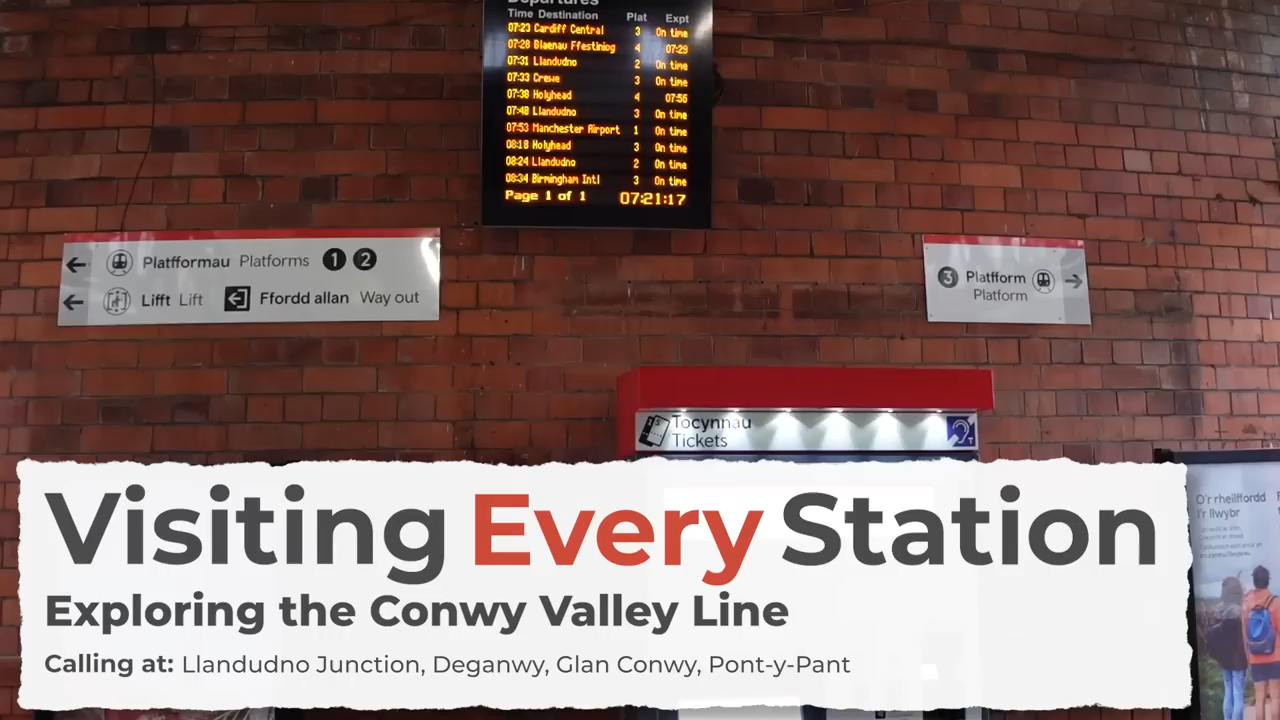 Departures
Time Destination Plat Expt
07:23 Cardiff Central 3 On time
07:28 Blaenau Ffestiniog 4 07:29
07:31 Llandudno 2 On time
07:33 Crewe 3 On time
07:38 Holyhead 4 07:56
07:48 Llandudno 3 On time
07:53 Manchester Airport 1 On time
08:18 Holyhead 3 On time
08:24 Llandudno 2 On time
08:34 Birmingham Intl 3 On time
Page 1 of 1 07:21:17
Platfformau Platforms 1 2
Lifft Lift Ffordd allan Way out
3 Platfform
Platform
Tocynnau
Tickets
T
O'r rheilffordd
i'r llwybr
Visiting Every Station
Exploring the Conwy Valley Line
Calling at: Llandudno Junction, Deganwy, Glan Conwy, Pont-y-Pant